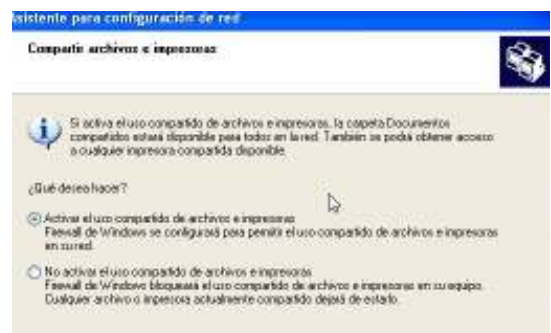 Asistente para configuración de red
Compartir archivos e impresoras
Si activa el uso compartido de archivos e impresoras, la carpeta Documentos
compartidos estará disponible para todos en la red. También se podrá obtener acceso
a cualquier impresora compartida disponible.
¿Qué desea hacer?
Activar el uso compartido de archivos e impresoras
Firewall de Windows se configurará para permitir el uso compartido de archivos e impresoras
en su red.
No activar el uso compartido de archivos e impresoras
Firewall de Windows bloqueará el uso compartido de archivos e impresoras en su equipo.
Cualquier archivo o impresora actualmente compartido dejará de estarlo.